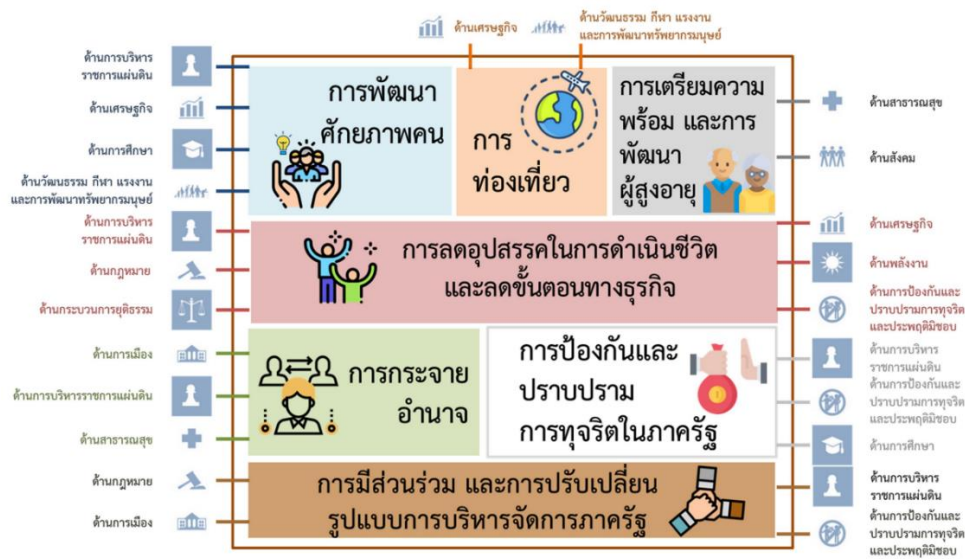 ด้านเศรษฐกิจ
ด้านวัฒนธรรม กีฬา แรงงาน
และการพัฒนาทรัพยากรมนุษย์
ด้านการบริหาร
ราชการแผ่นดิน
ด้านเศรษฐกิจ
ด้านการศึกษา
ด้านวัฒนธรรม กีฬา แรงงาน
และการพัฒนาทรัพยากรมนุษย์
การพัฒนา
ศักยภาพคน
การ
ท่องเที่ยว
การเตรียมความ
พร้อม และการ
พัฒนา
ผู้สูงอายุ
ด้านสาธารณสุข
ด้านสังคม
ด้านการบริหาร
ราชการแผ่นดิน
ด้านกฎหมาย
ด้านกระบวนการยุติธรรม
การลดอุปสรรคในการดำเนินชีวิต
และลดขั้นตอนทางธุรกิจ
ด้านเศรษฐกิจ
ด้านพลังงาน
ด้านการป้องกันและ
ปราบปรามการทุจริต
และประพฤติมิชอบ
ด้านการเมือง
ด้านการบริหารราชการแผ่นดิน
ด้านสาธารณสุข
การกระจาย
อำนาจ
การป้องกันและ
ปราบปราม
การทุจริตในภาครัฐ
ด้านการบริหาร
ราชการแผ่นดิน
ด้านการป้องกันและ
ปราบปรามการทุจริต
และประพฤติมิชอบ
ด้านการศึกษา
ด้านกฎหมาย
ด้านการเมือง
การมีส่วนร่วม และการปรับเปลี่ยน
รูปแบบการบริหารจัดการภาครัฐ
ด้านการบริหาร
ราชการแผ่นดิน
ด้านการป้องกันและ
ปราบปรามการทุจริต
และประพฤติมิชอบ